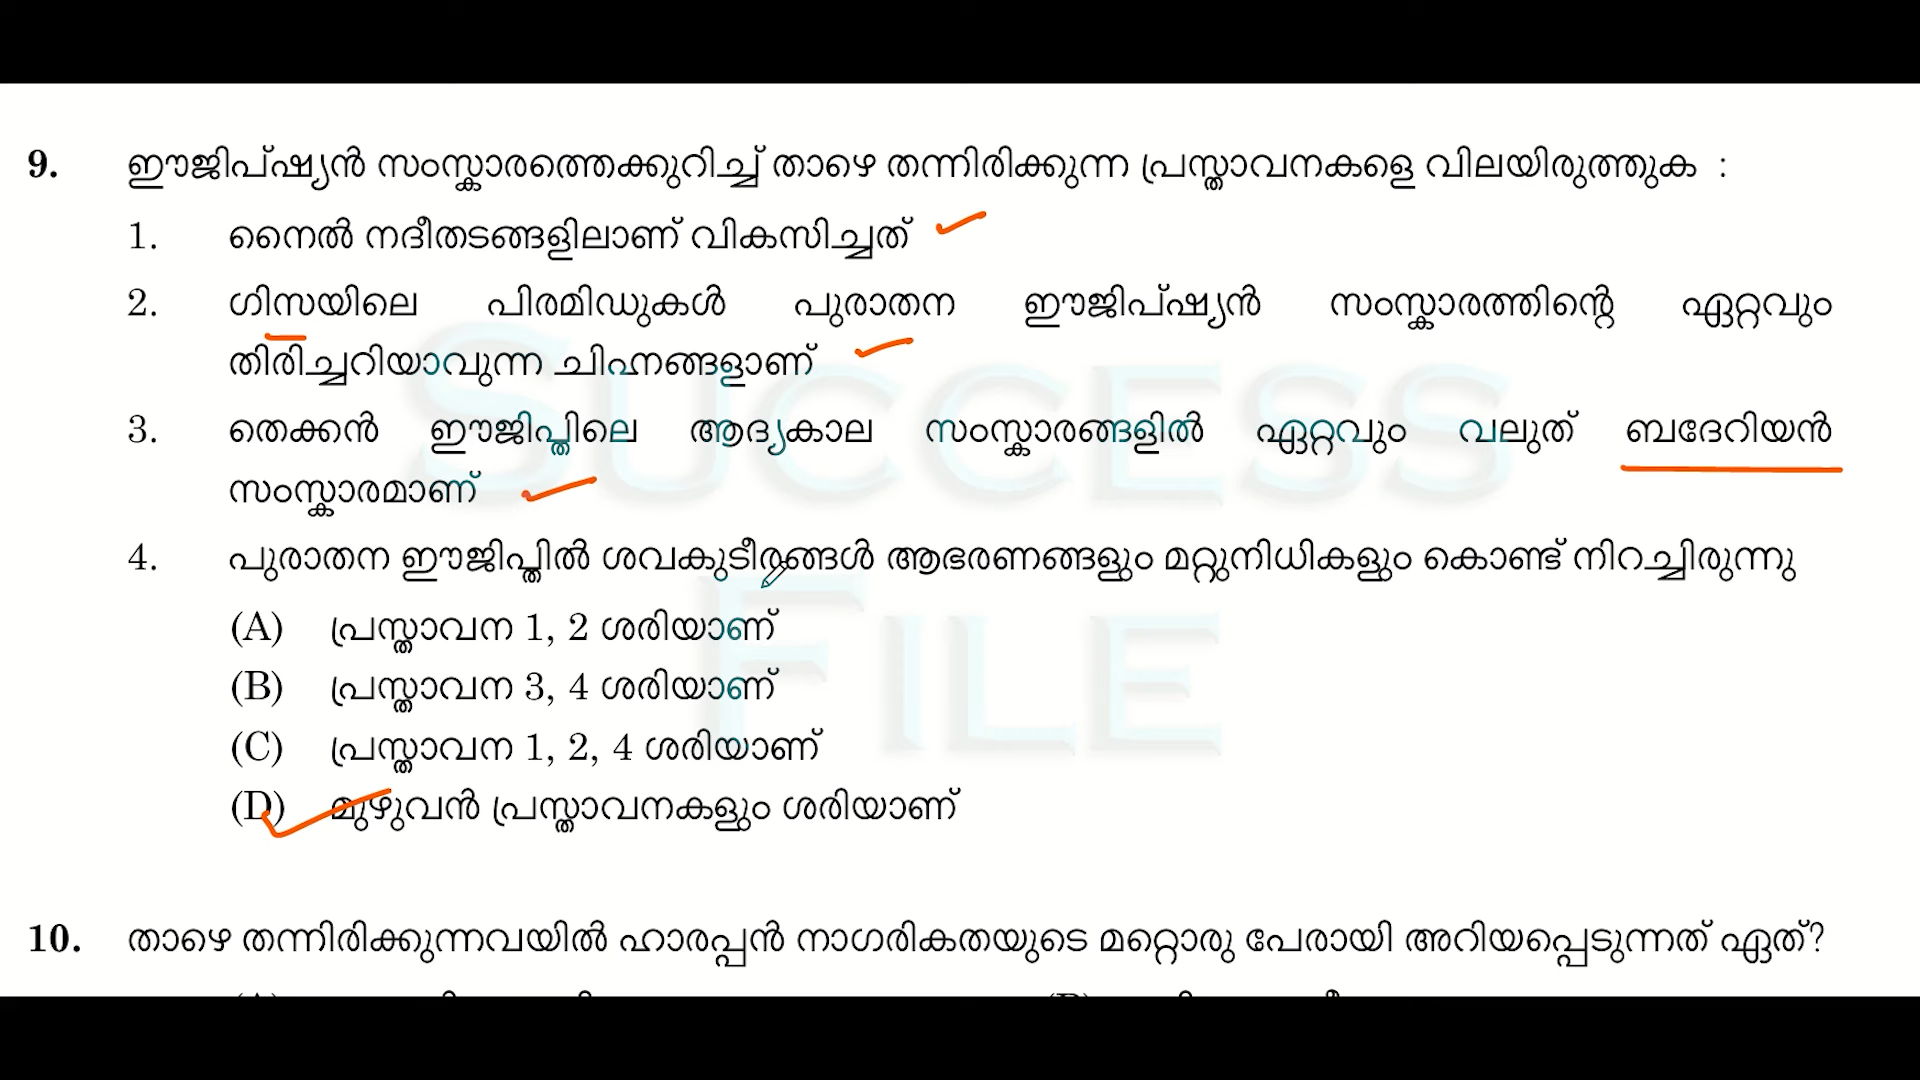 9. ഈജിപ്ഷ്യൻ സംസ്കാരത്തെക്കുറിച്ച് താഴെ തന്നിരിക്കുന്ന പ്രസ്താവനകളെ വിലയിരുത്തുക :
1. നൈൽ നദീതടങ്ങളിലാണ് വികസിച്ചത്
2. ഗിസയിലെ പിരമിഡുകൾ പുരാതന ഈജിപ്ഷ്യൻ സംസ്കാരത്തിന്റെ ഏറ്റവും
തിരിച്ചറിയാവുന്ന ചിഹ്നങ്ങളാണ്
3. തെക്കൻ ഈജിപ്തിലെ ആദ്യകാല സംസ്കാരങ്ങളിൽ ഏറ്റവും വലുത് ബദേറിയൻ
സംസ്കാരമാണ്
4. പുരാതന ഈജിപ്തിൽ ശവകുടീരങ്ങൾ ആഭരണങ്ങളും മറ്റുനിധികളും കൊണ്ട് നിറച്ചിരുന്നു
(A) പ്രസ്താവന 1, 2 ശരിയാണ്
(B) പ്രസ്താവന 3, 4 ശരിയാണ്
(C) പ്രസ്താവന 1, 2, 4 ശരിയാണ്
(D) മുഴുവൻ പ്രസ്താവനകളും ശരിയാണ്
10. താഴെ തന്നിരിക്കുന്നവയിൽ ഹാരപ്പൻ നാഗരികതയുടെ മറ്റൊരു പേരായി അറിയപ്പെടുന്നത് ഏത്?
SUCCESS
FILE